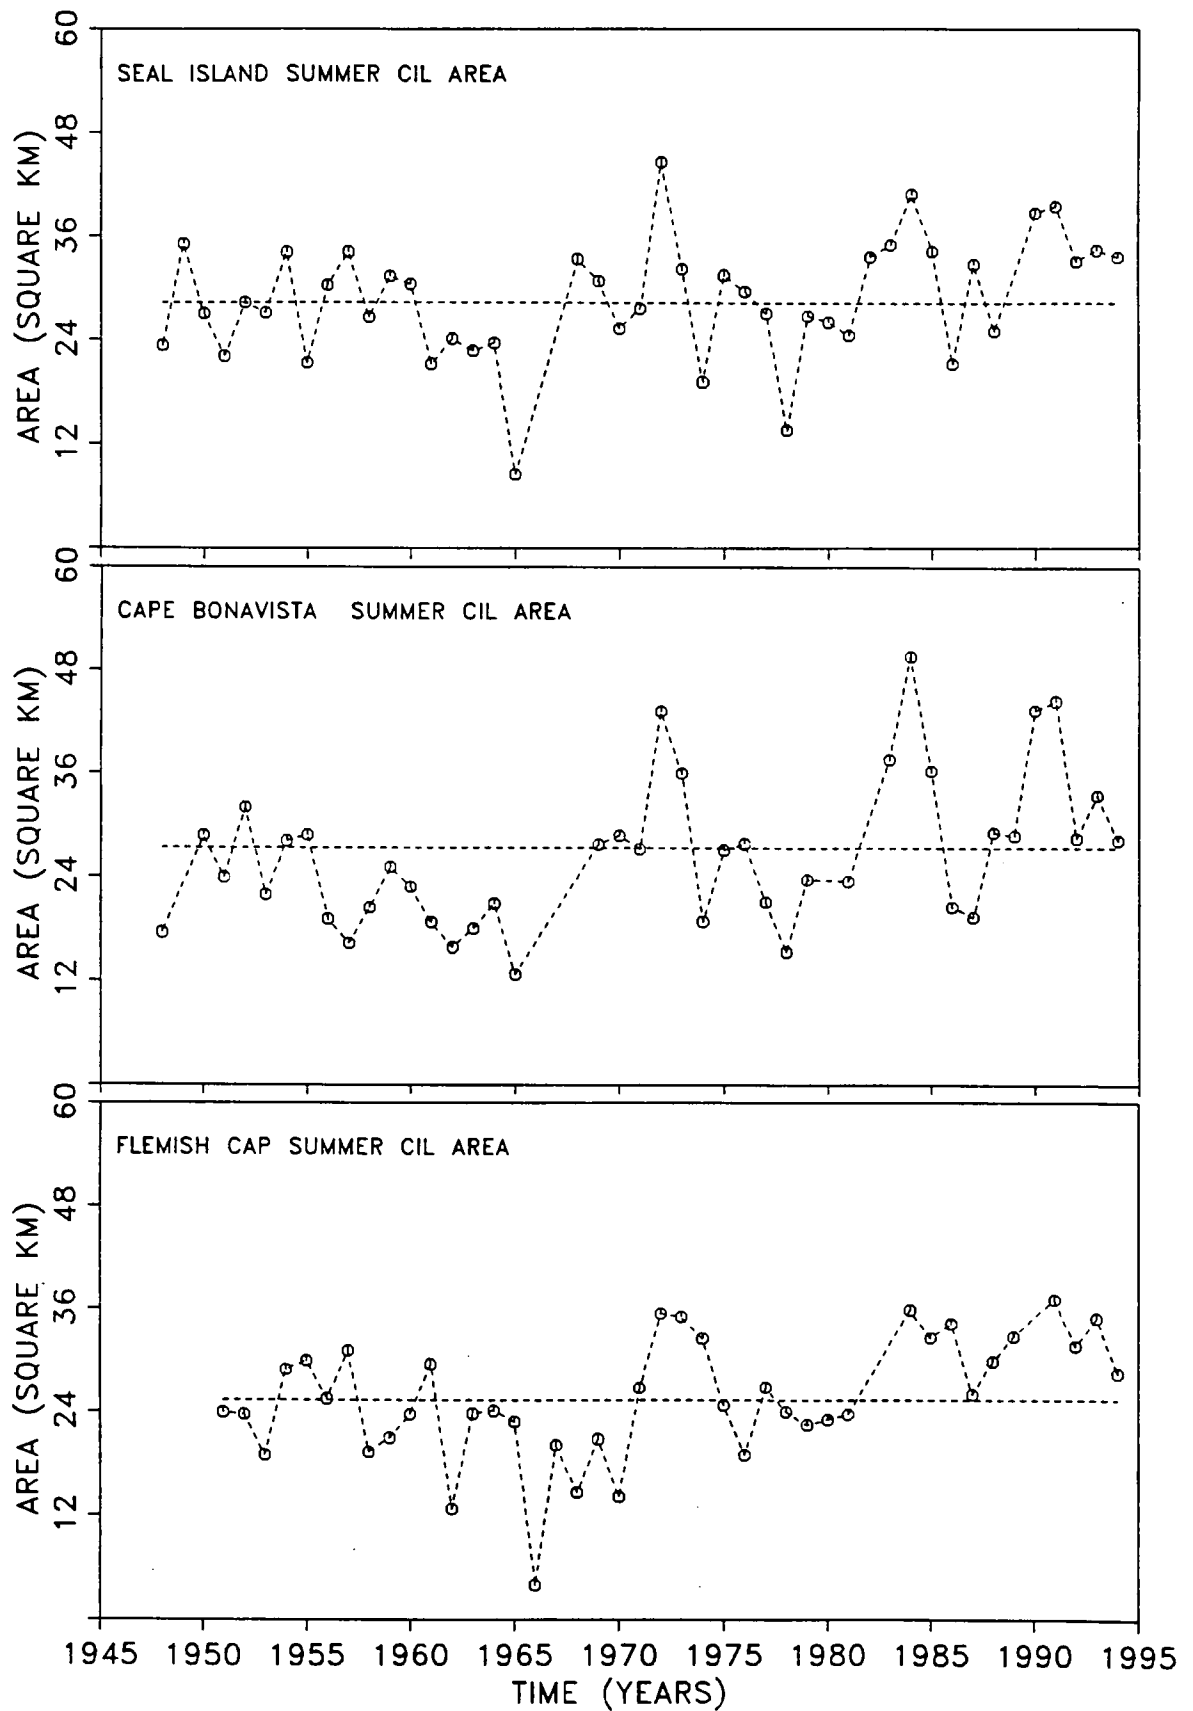 SEAL ISLAND SUMMER CIL AREA
AREA (SQUARE KM)
60
48
36
24
12
CAPE BONAVISTA SUMMER CIL AREA
AREA (SQUARE KM)
60
48
36
24
12
FLEMISH CAP SUMMER CIL AREA
AREA (SQUARE KM)
60
48
36
24
12
1945 1950 1955 1960 1965 1970 1975 1980 1985 1990 1995
TIME (YEARS)